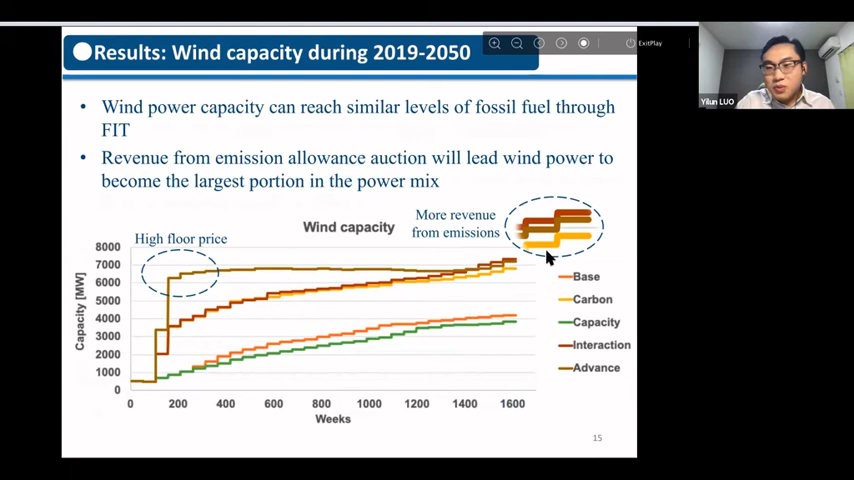 Results: Wind capacity during 2019-2050
ExitPlay
Yilun LUO
• Wind power capacity can reach similar levels of fossil fuel through
FIT
• Revenue from emission allowance auction will lead wind power to
become the largest portion in the power mix
High floor price
Wind capacity
More revenue
from emissions
Capacity [MW]
8000
7000
6000
5000
4000
3000
2000
1000
0
0 200 400 600 800 1000 1200 1400 1600
Weeks
Base
Carbon
Capacity
Interaction
Advance
15